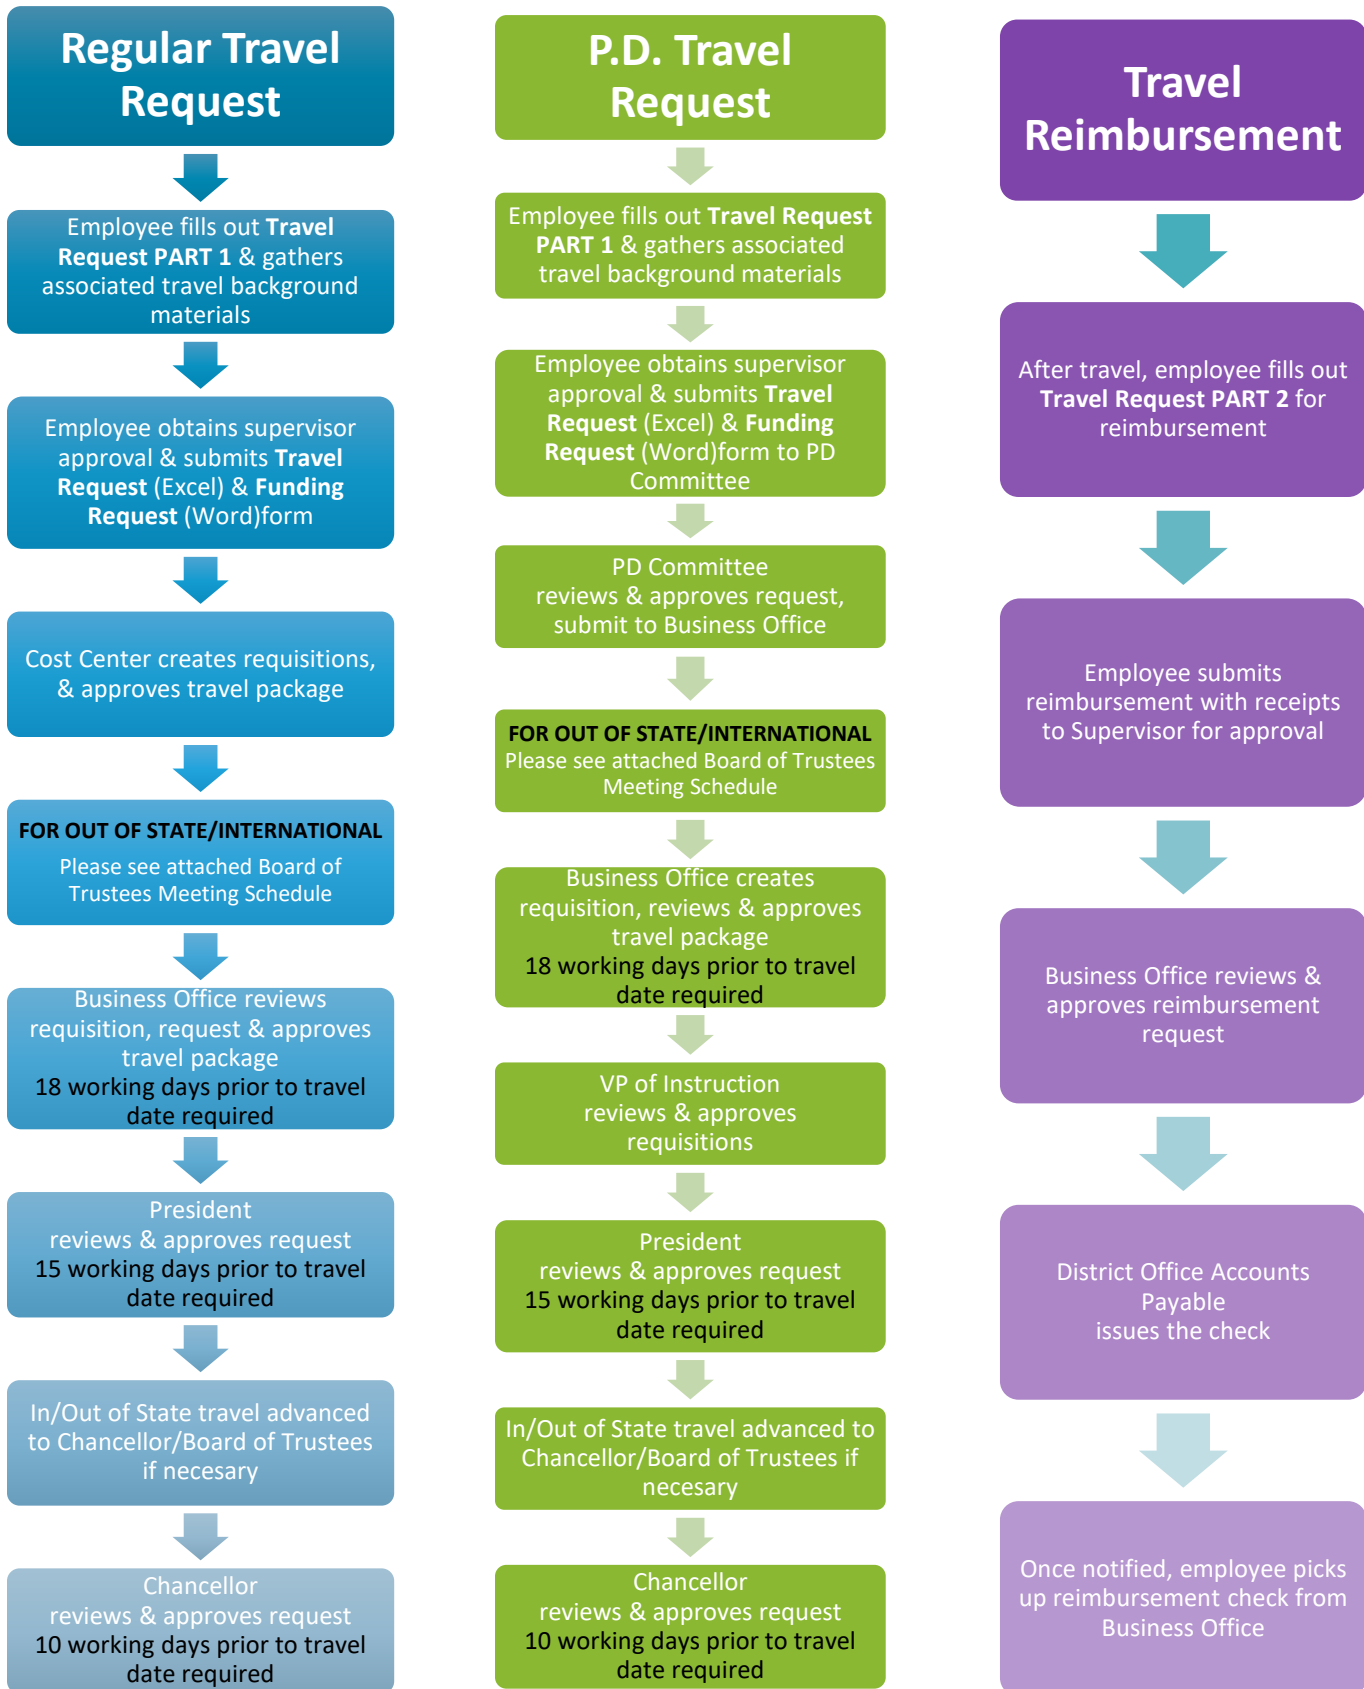 Regular Travel
Request
Employee fills out Travel
Request PART 1 & gathers
associated travel background
materials
Employee obtains supervisor
approval & submits Travel
Request (Excel) & Funding
Request (Word)form
Cost Center creates requisitions,
& approves travel package
FOR OUT OF STATE/INTERNATIONAL
Please see attached Board of
Trustees Meeting Schedule
Business Office reviews
requisition, request & approves
travel package
18 working days prior to travel
date required
President
reviews & approves request
15 working days prior to travel
date required
In/Out of State travel advanced
to Chancellor/Board of Trustees
if necesary
Chancellor
reviews & approves request
10 working days prior to travel
date required
P.D. Travel
Request
Employee fills out Travel Request
PART 1 & gathers associated
travel background materials
Employee obtains supervisor
approval & submits Travel
Request (Excel) & Funding
Request (Word)form to PD
Committee
PD Committee
reviews & approves request,
submit to Business Office
FOR OUT OF STATE/INTERNATIONAL
Please see attached Board of Trustees
Meeting Schedule
Business Office creates
requisition, reviews & approves
travel package
18 working days prior to travel
date required
VP of Instruction
reviews & approves
requisitions
President
reviews & approves request
15 working days prior to travel
date required
In/Out of State travel advanced to
Chancellor/Board of Trustees if
necesary
Chancellor
reviews & approves request
10 working days prior to travel
date required
Travel
Reimbursement
After travel, employee fills out
Travel Request PART 2 for
reimbursement
Employee submits
reimbursement with receipts
to Supervisor for approval
Business Office reviews &
approves reimbursement
request
District Office Accounts
Payable
issues the check
Once notified, employee picks
up reimbursement check from
Business Office